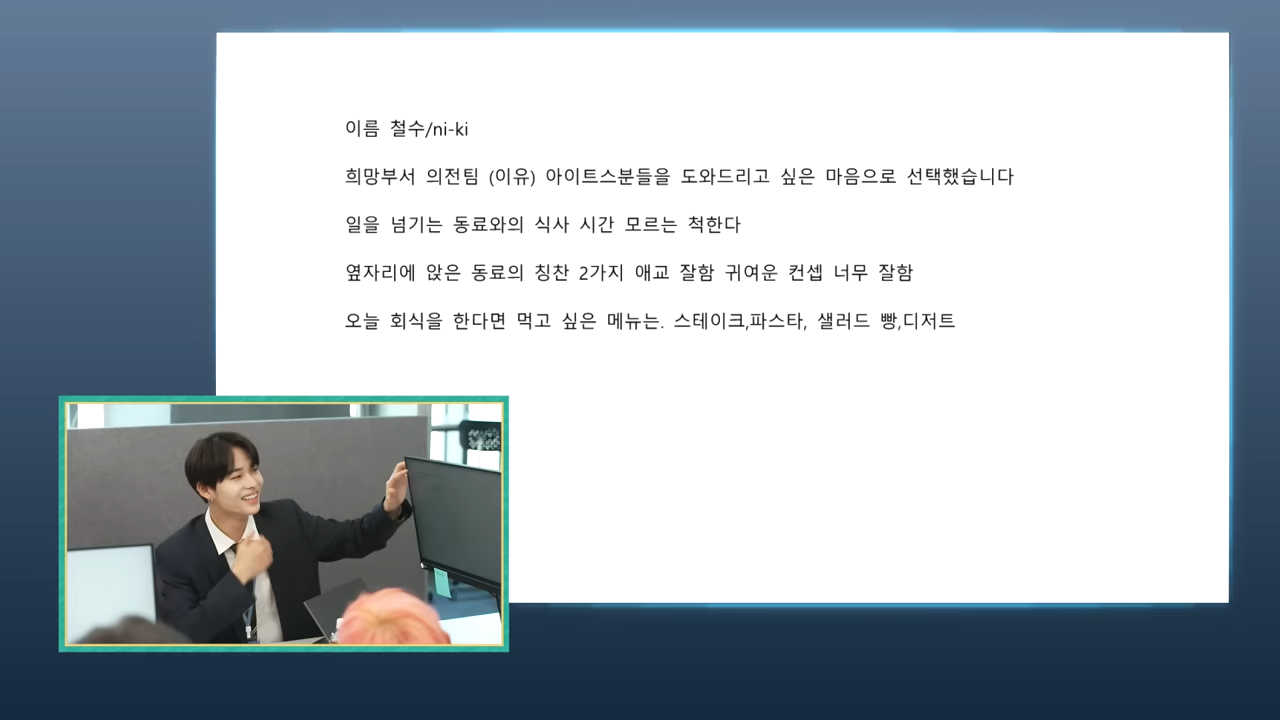 이름 철수/ni-ki
희망부서 의전팀 (이유) 아이트스분들을 도와드리고 싶은 마음으로 선택했습니다
일을 넘기는 동료와의 식사 시간 모르는 척한다
옆자리에 앉은 동료의 칭찬 2가지 애교 잘함 귀여운 컨셉 너무 잘함
오늘 회식을 한다면 먹고 싶은 메뉴는. 스테이크,파스타, 샐러드 빵,디저트